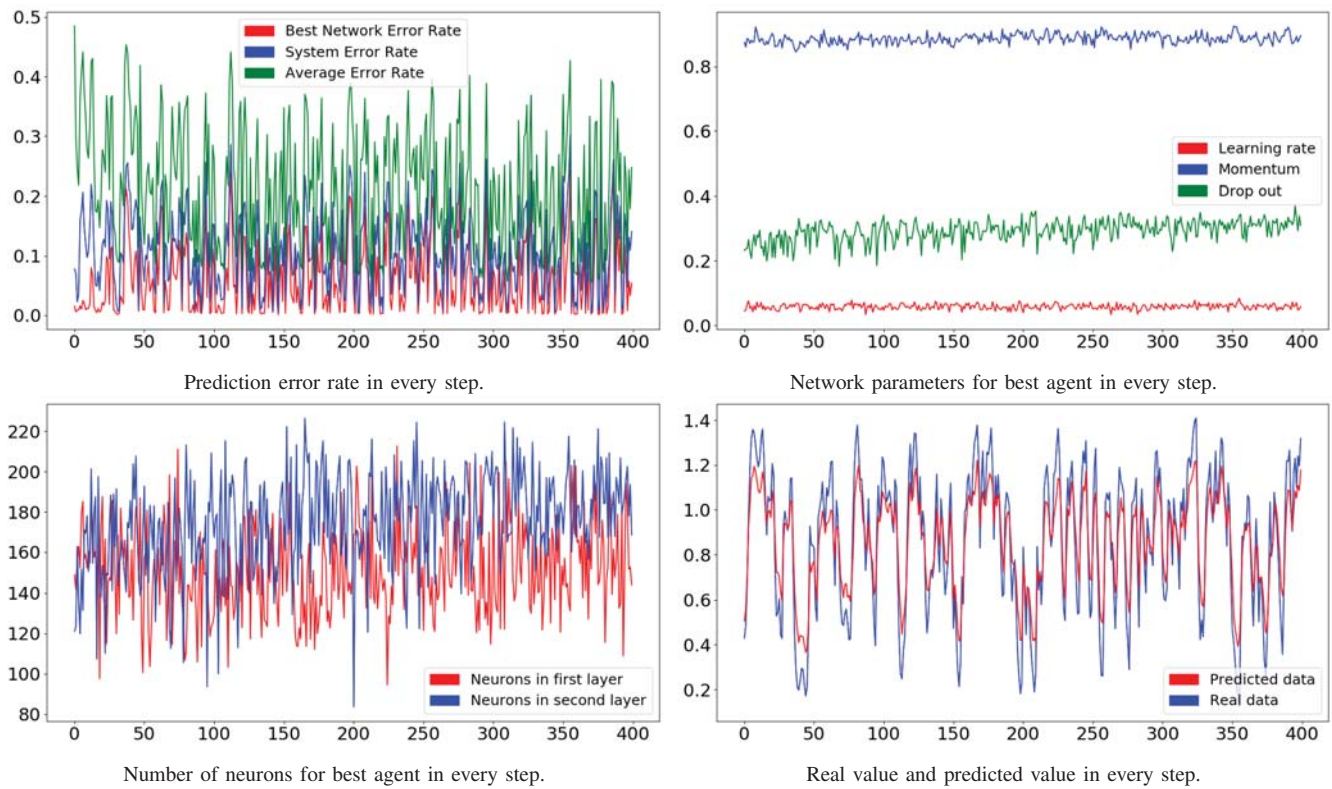 0.5
0.4
0.3
0.2
0.1
0.0
Best Network Error Rate
System Error Rate
Average Error Rate
0 50 100 150 200 250 300 350 400
Prediction error rate in every step.
0.8
0.6
0.4
0.2
0.0
Learning rate
Momentum
Drop out
0 50 100 150 200 250 300 350 400
Network parameters for best agent in every step.
220
200
180
160
140
120
100
80
Neurons in first layer
Neurons in second layer
0 50 100 150 200 250 300 350 400
Number of neurons for best agent in every step.
1.4
1.2
1.0
0.8
0.6
0.4
0.2
Predicted data
Real data
0 50 100 150 200 250 300 350 400
Real value and predicted value in every step.